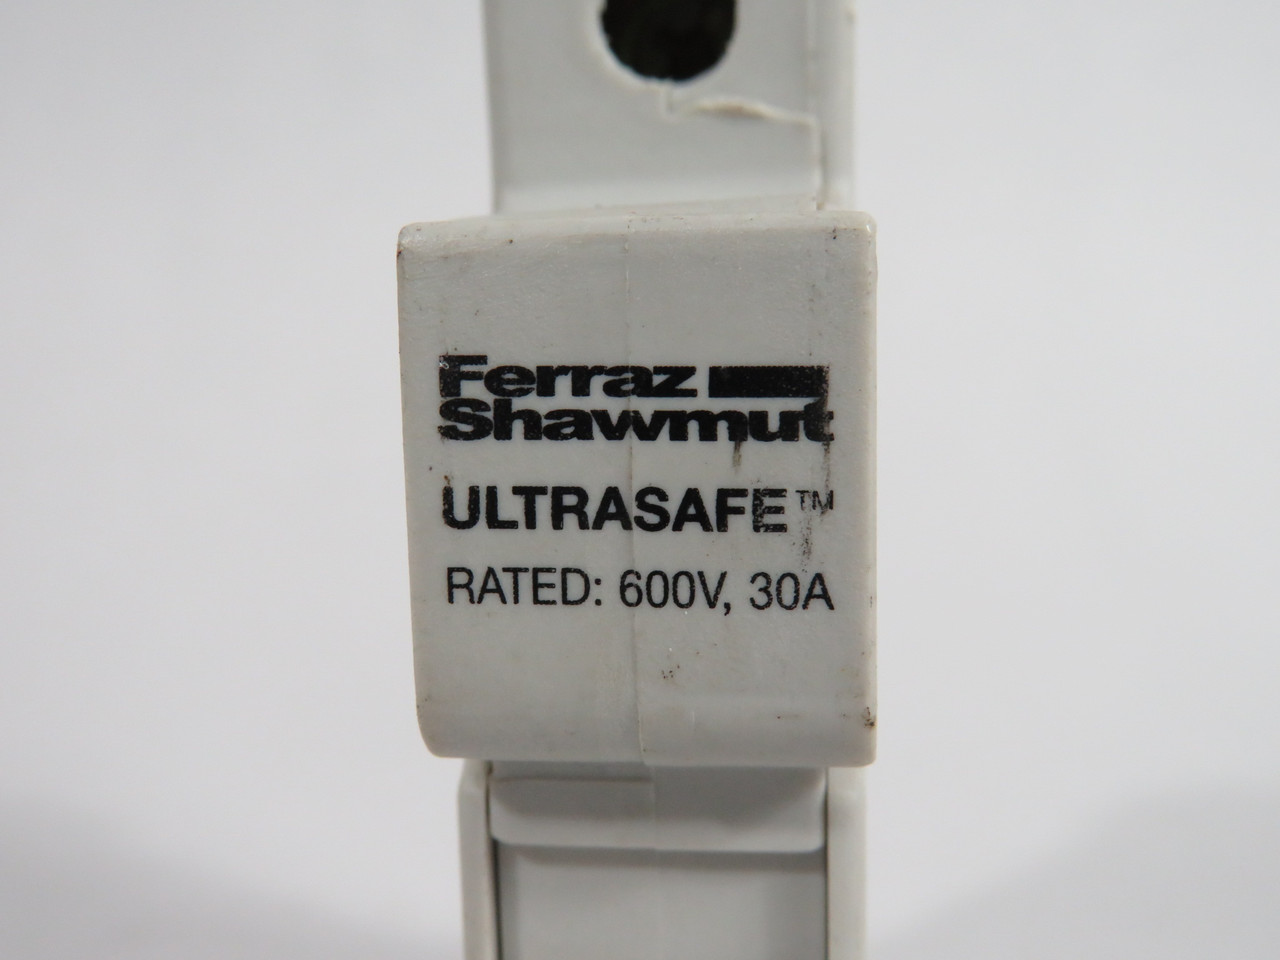 Ferraz
Shawmut
ULTRASAFE™
RATED: 600V, 30A